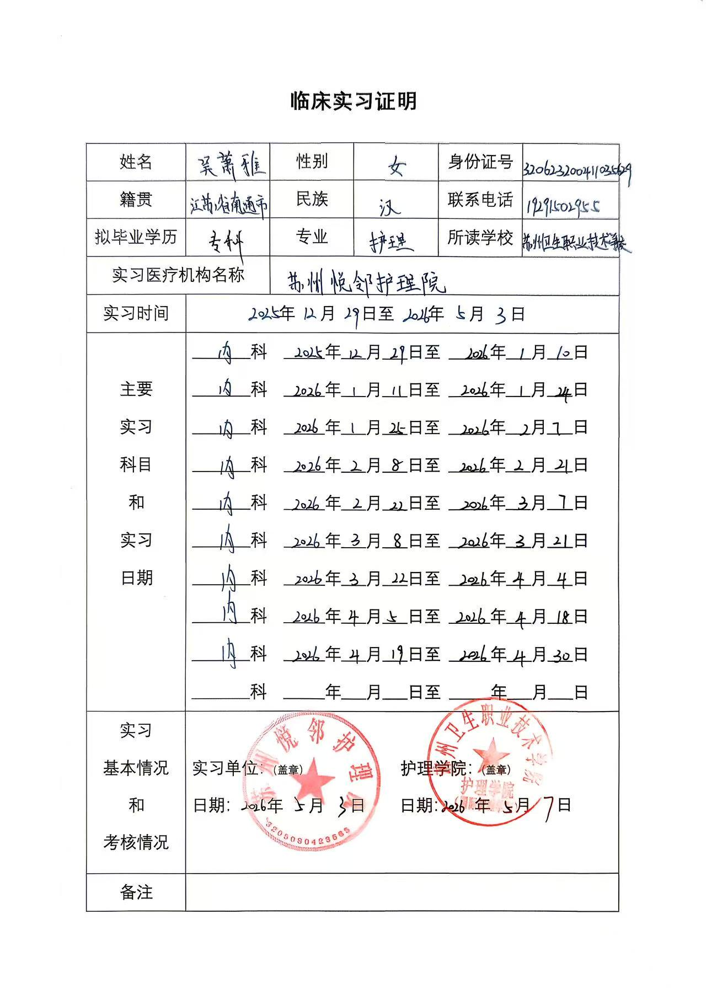 临床实习证明
姓名 吴萧雅 性别 女 身份证号 320623200411035629
籍贯 江苏省南通市 民族 汉 联系电话 19291502955
拟毕业学历 专科 专业 护理 所读学校 苏州卫生职业技术学校
实习医疗机构名称 苏州悦邻护理院
实习时间 2025年 12月 29日至 2026年 5月 3日
主要
实习
科目
和
实习
日期
内科 2025年 12月 29日至 2026年 1月 10日
内科 2026年 1月 11日至 2026年 1月 24日
内科 2026年 1月 25日至 2026年 2月 7日
内科 2026年 2月 8日至 2026年 2月 21日
内科 2026年 2月 22日至 2026年 3月 7日
内科 2026年 3月 8日至 2026年 3月 21日
内科 2026年 3月 22日至 2026年 4月 4日
内科 2026年 4月 5日至 2026年 4月 18日
内科 2026年 4月 19日至 2026年 4月 30日
科 年 月 日至 年 月 日
实习
基本情况
和
考核情况
实习单位：（盖章）
日期：2026年 5月 3日
苏州悦邻护理院
3205080423565
护理学院：（盖章）
日期：2026年 5月 7日
苏州卫生职业技术学院
护理学院
备注